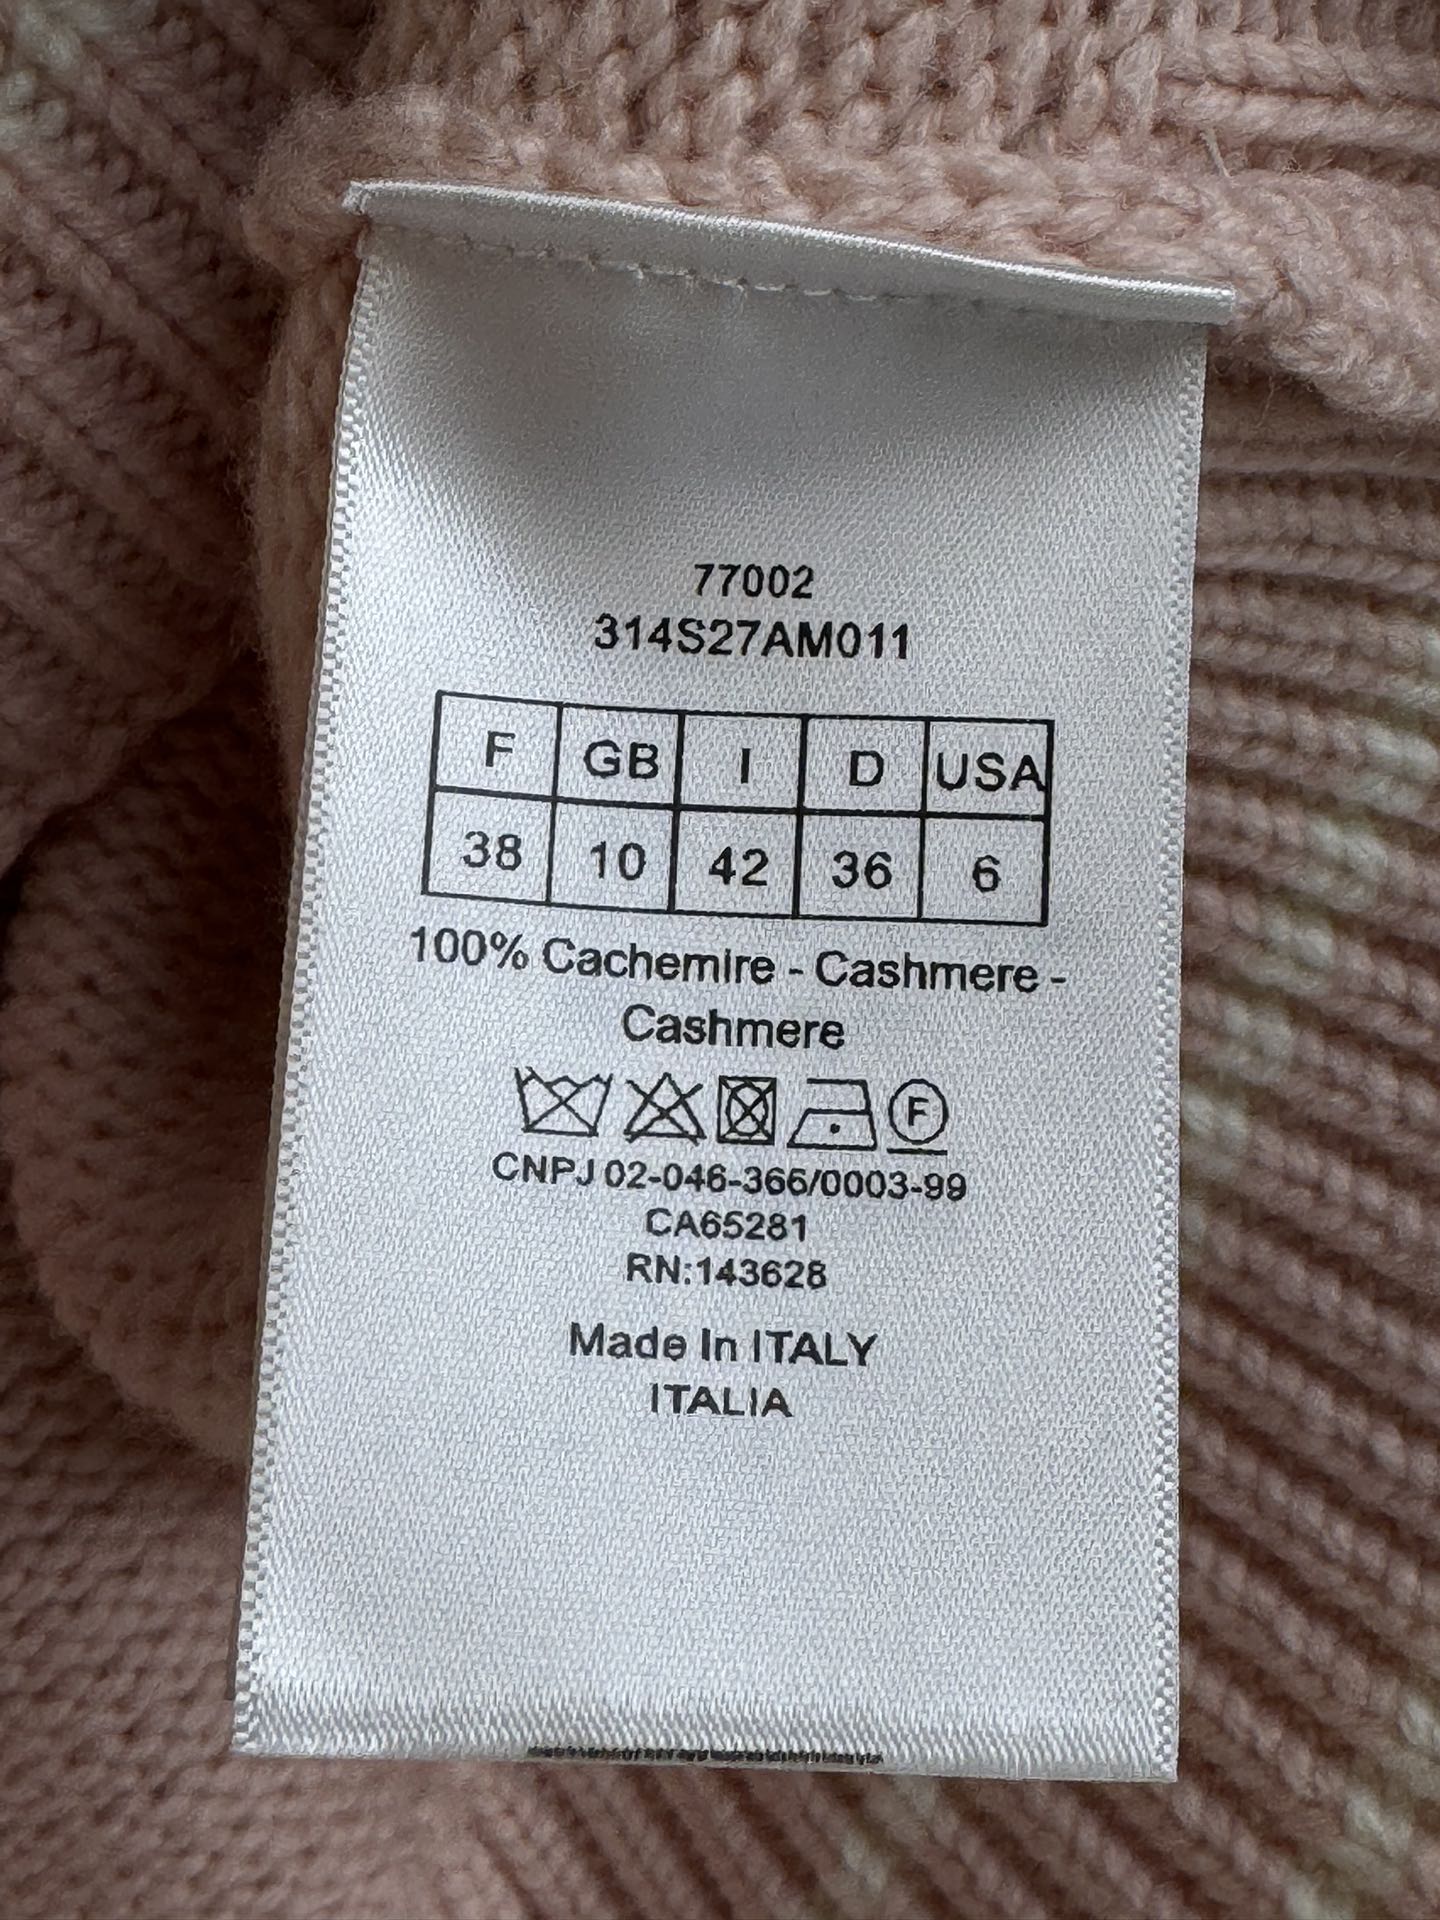 77002
314S27AM011
F GB I D USA
38 10 42 36 6
100% Cachemire - Cashmere -
Cashmere
F
CNPJ 02-046-366/0003-99
CA65281
RN:143628
Made In ITALY
ITALIA